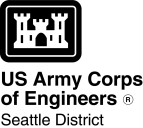 US Army Corps
of Engineers ®
Seattle District